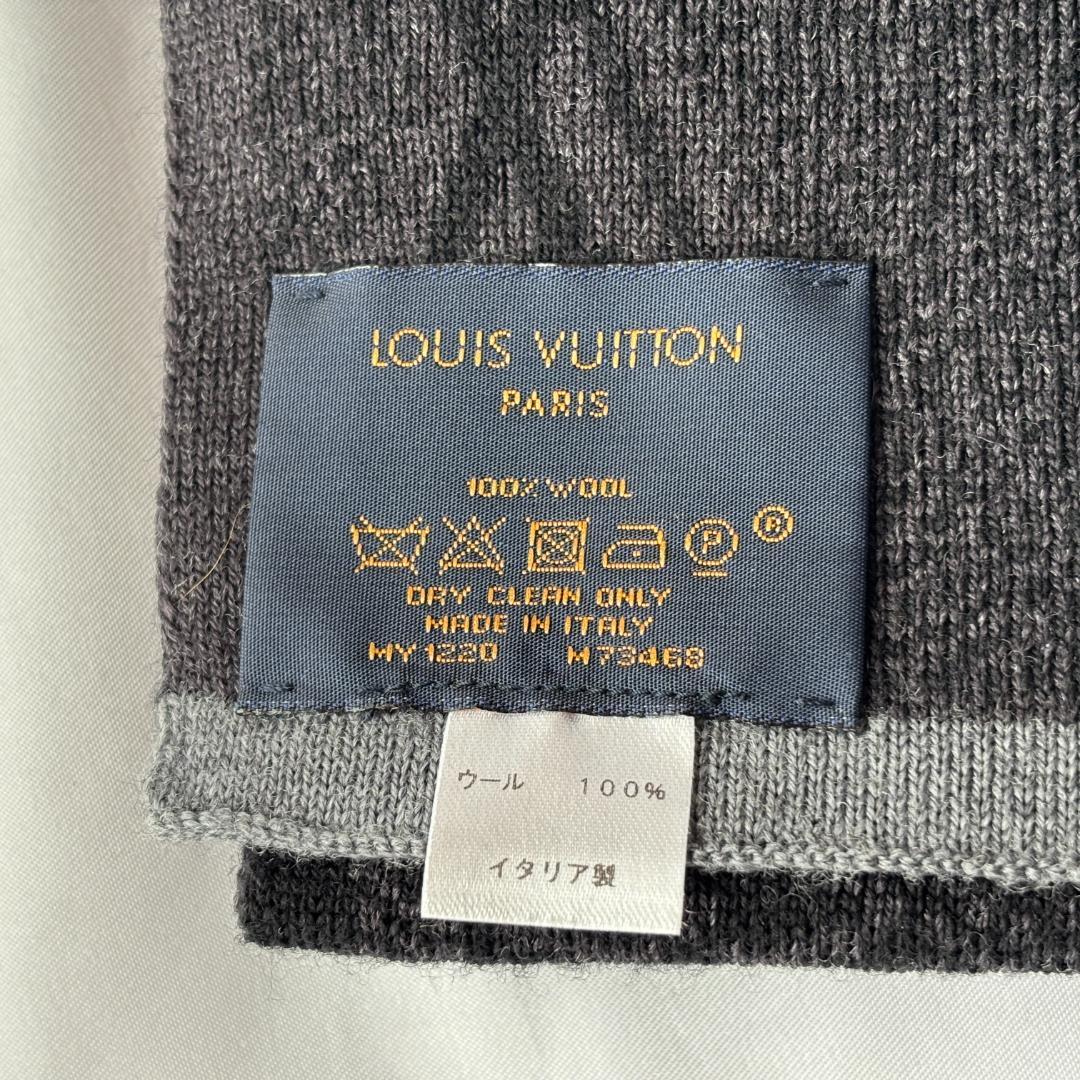 LOUIS VUITTON
PARIS
100% WOOL
P ®
DRY CLEAN ONLY
MADE IN ITALY
MY1220 M73468
ウール 100%
イタリア製